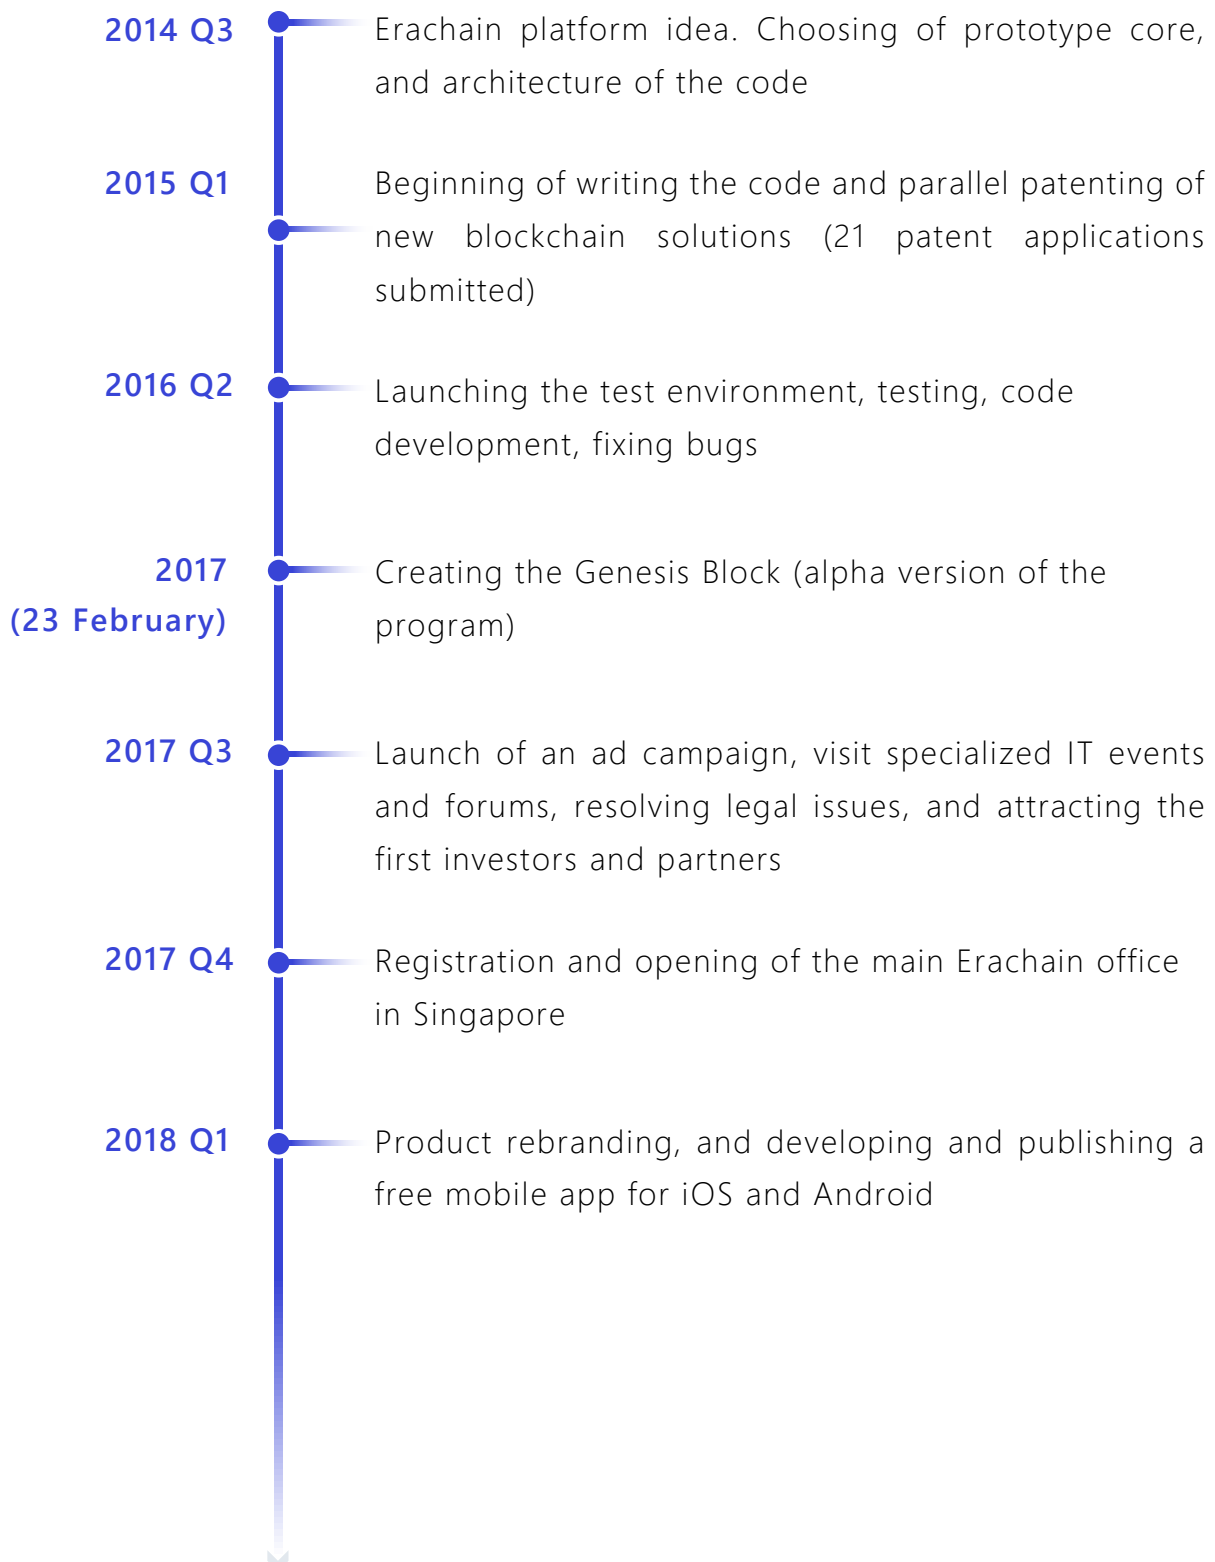 2014 Q3
Erachain platform idea. Choosing of prototype core,
and architecture of the code
2015 Q1
Beginning of writing the code and parallel patenting of
new blockchain solutions (21 patent applications
submitted)
2016 Q2
Launching the test environment, testing, code
development, fixing bugs
2017
(23 February)
Creating the Genesis Block (alpha version of the
program)
2017 Q3
Launch of an ad campaign, visit specialized IT events
and forums, resolving legal issues, and attracting the
first investors and partners
2017 Q4
Registration and opening of the main Erachain office
in Singapore
2018 Q1
Product rebranding, and developing and publishing a
free mobile app for iOS and Android